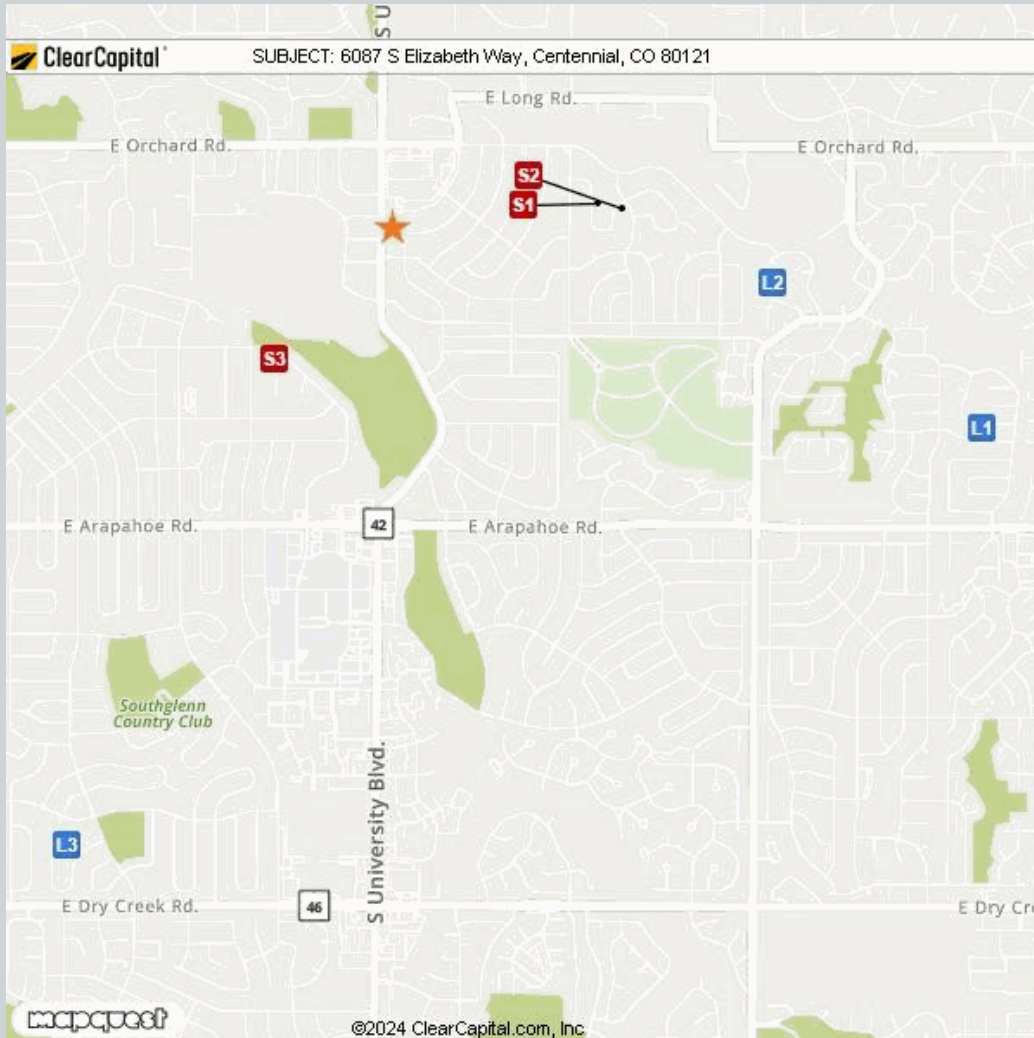 S U
ClearCapital
SUBJECT: 6087 S Elizabeth Way, Centennial, CO 80121
E Long Rd.
E Orchard Rd.
E Orchard Rd.
S2
S1
L2
S3
L1
E Arapahoe Rd.
42
E Arapahoe Rd.
Southglenn
Country Club
S University Blvd.
L3
E Dry Creek Rd.
46
E Dry Cr
mapquest
©2024 ClearCapital.com, Inc